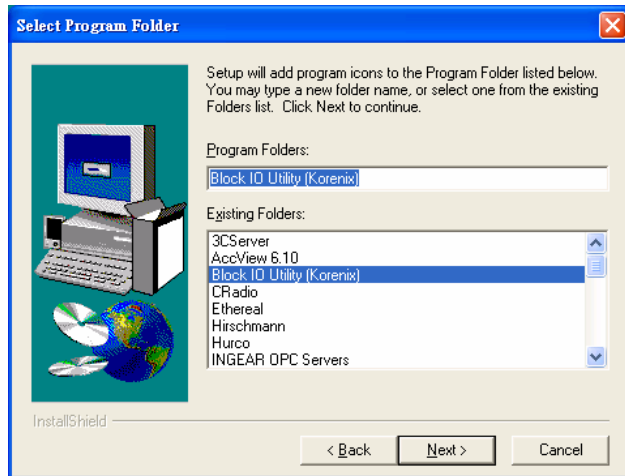 Select Program Folder
Setup will add program icons to the Program Folder listed below.
You may type a new folder name, or select one from the existing
Folders list. Click Next to continue.
Program Folders:
Block IO Utility (Korenix)
Existing Folders:
3CServer
AccView 6.10
Block IO Utility (Korenix)
CRadio
Ethereal
Hirschmann
Hurco
INGEAR OPC Servers
InstallShield
< Back
Next >
Cancel